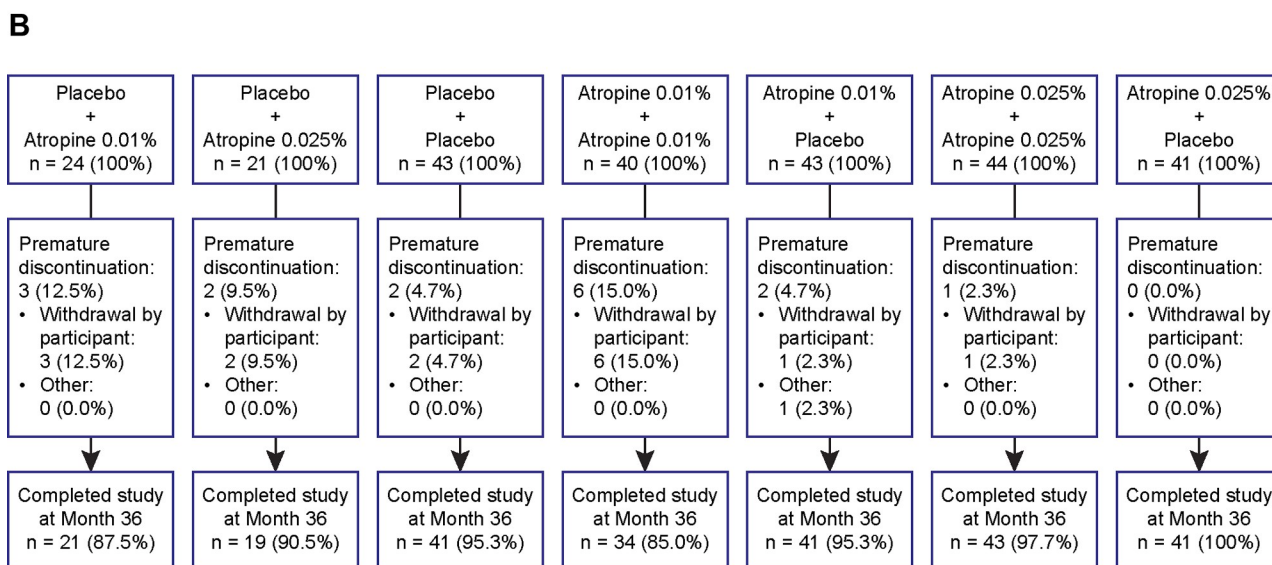 B
Placebo
+
Atropine 0.01%
n = 24 (100%)
Placebo
+
Atropine 0.025%
n = 21 (100%)
Placebo
+
Placebo
n = 43 (100%)
Atropine 0.01%
+
Atropine 0.01%
n = 40 (100%)
Atropine 0.01%
+
Placebo
n = 43 (100%)
Atropine 0.025%
+
Atropine 0.025%
n = 44 (100%)
Atropine 0.025%
+
Placebo
n = 41 (100%)
Premature
discontinuation:
3 (12.5%)
• Withdrawal by
participant:
3 (12.5%)
• Other:
0 (0.0%)
Premature
discontinuation:
2 (9.5%)
• Withdrawal by
participant:
2 (9.5%)
• Other:
0 (0.0%)
Premature
discontinuation:
2 (4.7%)
• Withdrawal by
participant:
2 (4.7%)
• Other:
0 (0.0%)
Premature
discontinuation:
6 (15.0%)
• Withdrawal by
participant:
6 (15.0%)
• Other:
0 (0.0%)
Premature
discontinuation:
2 (4.7%)
• Withdrawal by
participant:
1 (2.3%)
• Other:
1 (2.3%)
Premature
discontinuation:
1 (2.3%)
• Withdrawal by
participant:
1 (2.3%)
• Other:
0 (0.0%)
Premature
discontinuation:
0 (0.0%)
• Withdrawal by
participant:
0 (0.0%)
• Other:
0 (0.0%)
Completed study
at Month 36
n = 21 (87.5%)
Completed study
at Month 36
n = 19 (90.5%)
Completed study
at Month 36
n = 41 (95.3%)
Completed study
at Month 36
n = 34 (85.0%)
Completed study
at Month 36
n = 41 (95.3%)
Completed study
at Month 36
n = 43 (97.7%)
Completed study
at Month 36
n = 41 (100%)